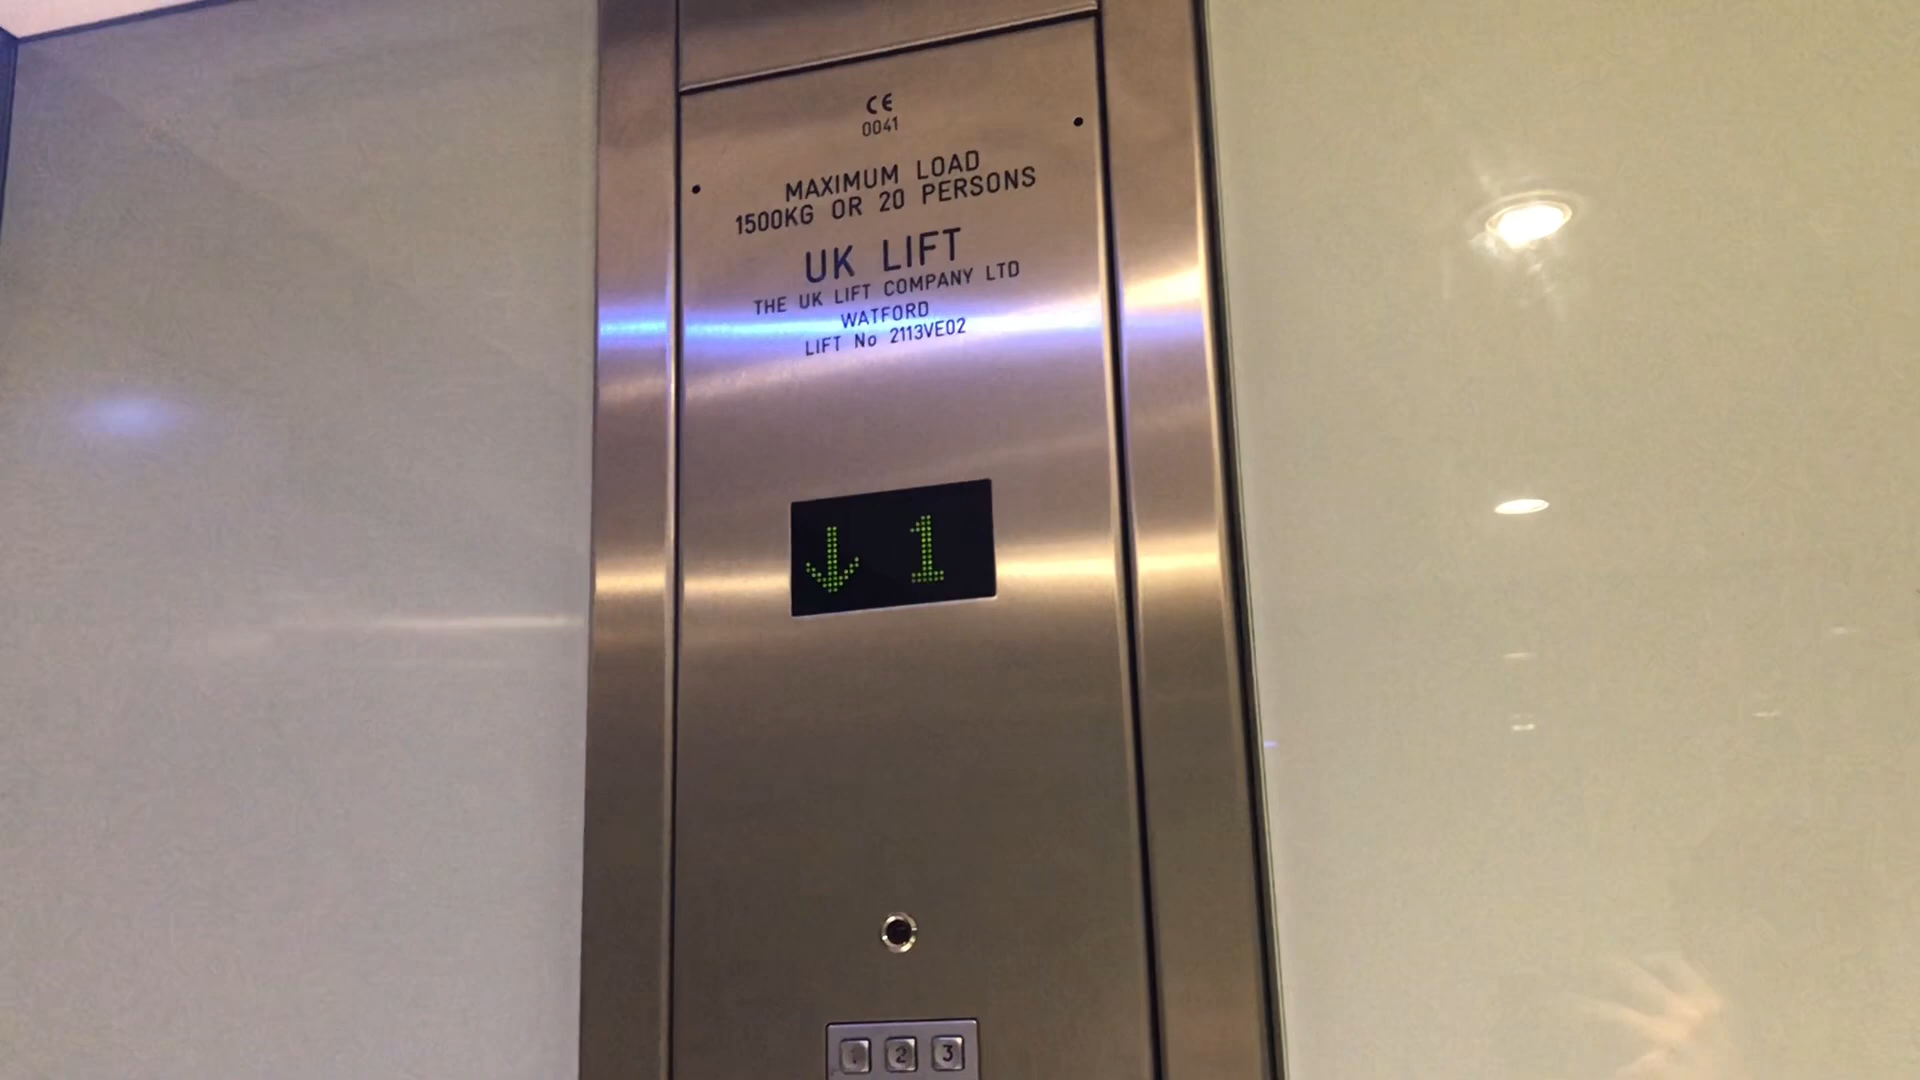 CE
0041
MAXIMUM LOAD
1500KG OR 20 PERSONS
UK LIFT
THE UK LIFT COMPANY LTD
WATFORD
LIFT No 2113VE02
↓ 1
1 2 3